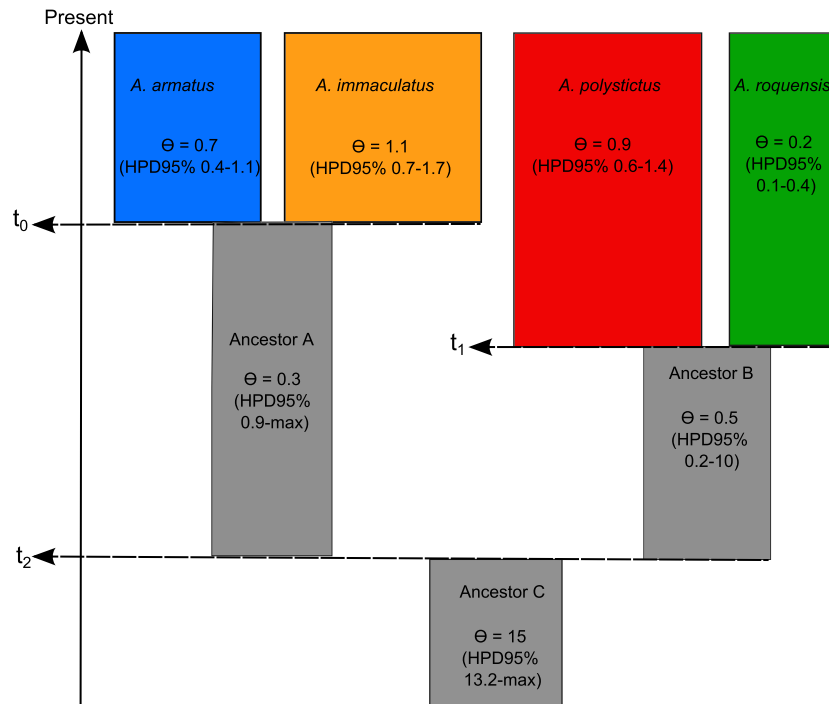 Present
A. armatus
Ɵ = 0.7
(HPD95% 0.4-1.1)
A. immaculatus
Ɵ = 1.1
(HPD95% 0.7-1.7)
A. polystictus
Ɵ = 0.9
(HPD95% 0.6-1.4)
A. roquensis
Ɵ = 0.2
(HPD95%
0.1-0.4)
t0
Ancestor A
Ɵ = 0.3
(HPD95%
0.9-max)
t1
Ancestor B
Ɵ = 0.5
(HPD95%
0.2-10)
t2
Ancestor C
Ɵ = 15
(HPD95%
13.2-max)